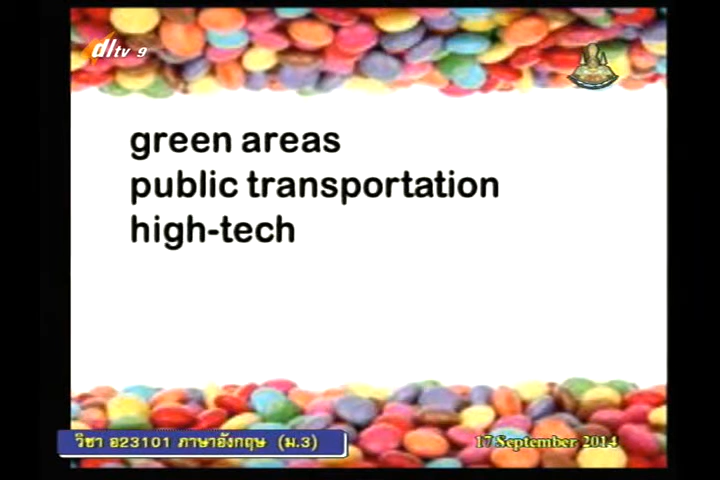 dltv 9
green areas
public transportation
high-tech
วิชา อ23101 ภาษาอังกฤษ (ม.3)
17 September 2014